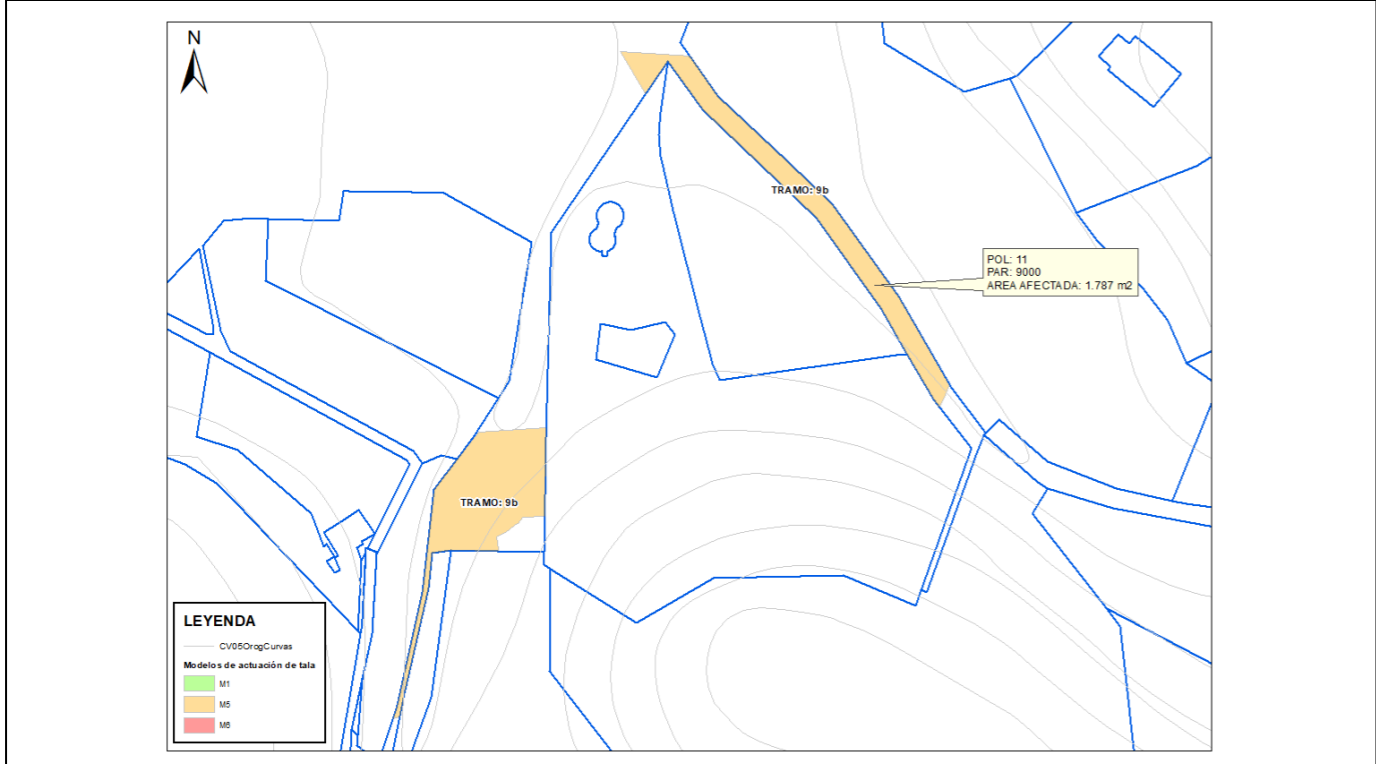 N
TRAMO: 9b
POL: 11
PAR: 9000
AREA AFECTADA: 1.787 m2
TRAMO: 9b
LEYENDA
CV05OrogCurvas
Modelos de actuación de tala
M1
M5
M6